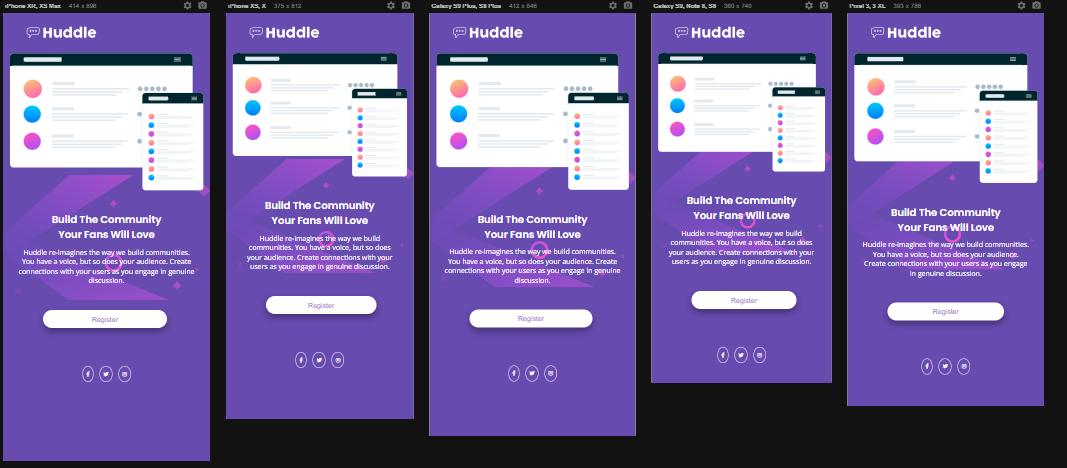 iPhone XR, XS Max 414 x 896
Huddle
Build The Community
Your Fans Will Love
Huddle re-imagines the way we build communities.
You have a voice, but so does your audience. Create
connections with your users as you engage in genuine
discussion.
Register
iPhone XS, X 375 x 812
Huddle
Build The Community
Your Fans Will Love
Huddle re-imagines the way we build
communities. You have a voice, but so does
your audience. Create connections with your
users as you engage in genuine discussion.
Register
Galaxy S9 Plus, S8 Plus 412 x 846
Huddle
Build The Community
Your Fans Will Love
Huddle re-imagines the way we build communities.
You have a voice, but so does your audience. Create
connections with your users as you engage in genuine
discussion.
Register
Galaxy S9, Note 8, S8 360 x 740
Huddle
Build The Community
Your Fans Will Love
Huddle re-imagines the way we build
communities. You have a voice, but so does
your audience. Create connections with your
users as you engage in genuine discussion.
Register
Pixel 3, 3 XL 393 x 786
Huddle
Build The Community
Your Fans Will Love
Huddle re-imagines the way we build communities.
You have a voice, but so does your audience.
Create connections with your users as you engage
in genuine discussion.
Register